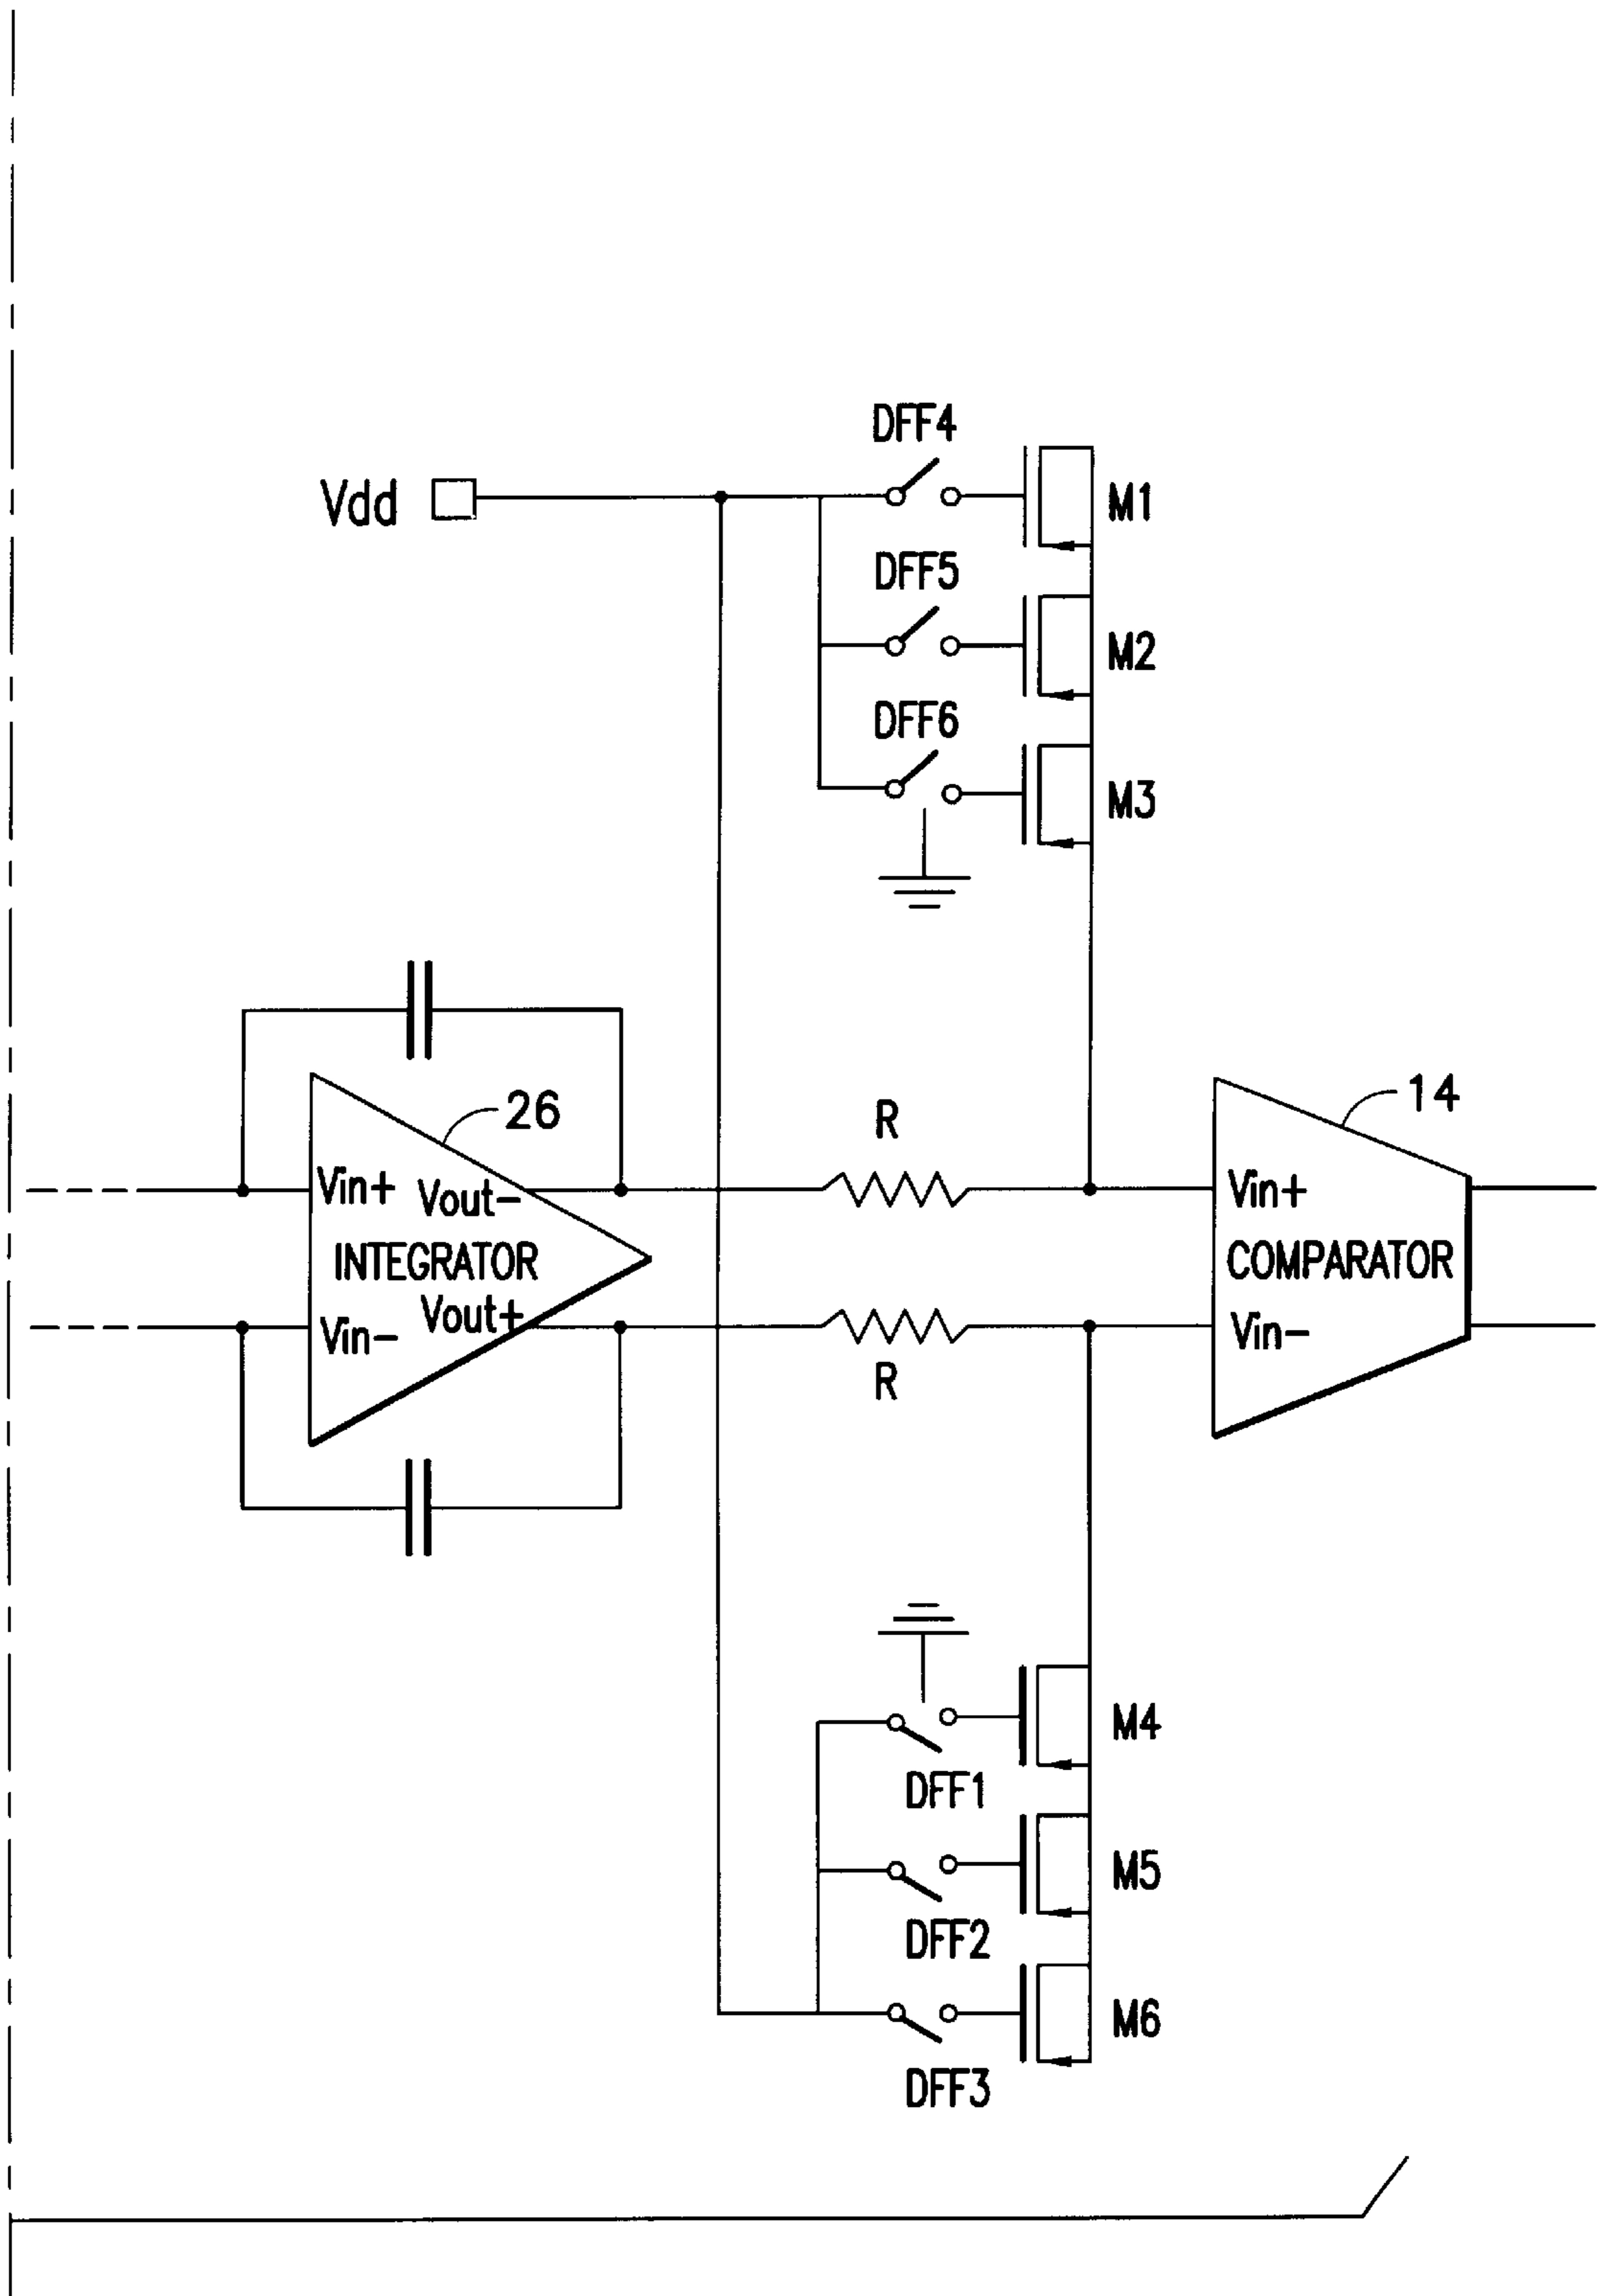 DFF4
Vdd
M1
DFF5
M2
DFF6
M3
26
R
14
Vin+
Vout-
Vin+
INTEGRATOR
COMPARATOR
Vout+
Vin-
Vin-
R
M4
DFF1
M5
DFF2
M6
DFF3